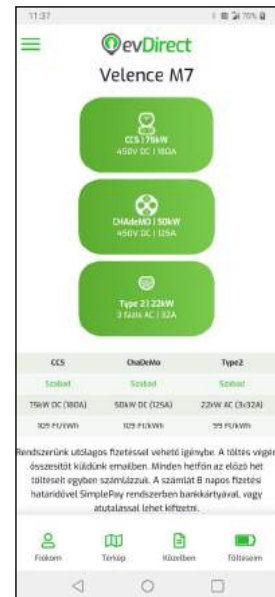 11:37
70%
evDirect
Velence M7
CCS | 75kW
450V DC | 180A
CHAdeMO | 50kW
450V DC | 125A
Type 2 | 22kW
3 fázis AC | 32A
CCS ChaDeMo Type2
Szabad Szabad Szabad
75kW DC (180A) 50kW DC (125A) 22kW AC (3x32A)
109 Ft/kWh 109 Ft/kWh 99 Ft/kWh
Rendszerünk utólagos fizetéssel vehető igénybe. A töltés végén
összesítőt küldünk emailben. Minden hétfőn az előző hét
töltéseit egyben számlázzuk. A számlát 8 napos fizetési
határidővel SimplePay rendszerben bankkártyával, vagy
átutalással lehet kifizetni.
Fiókom Térkép Közelben Töltéseim